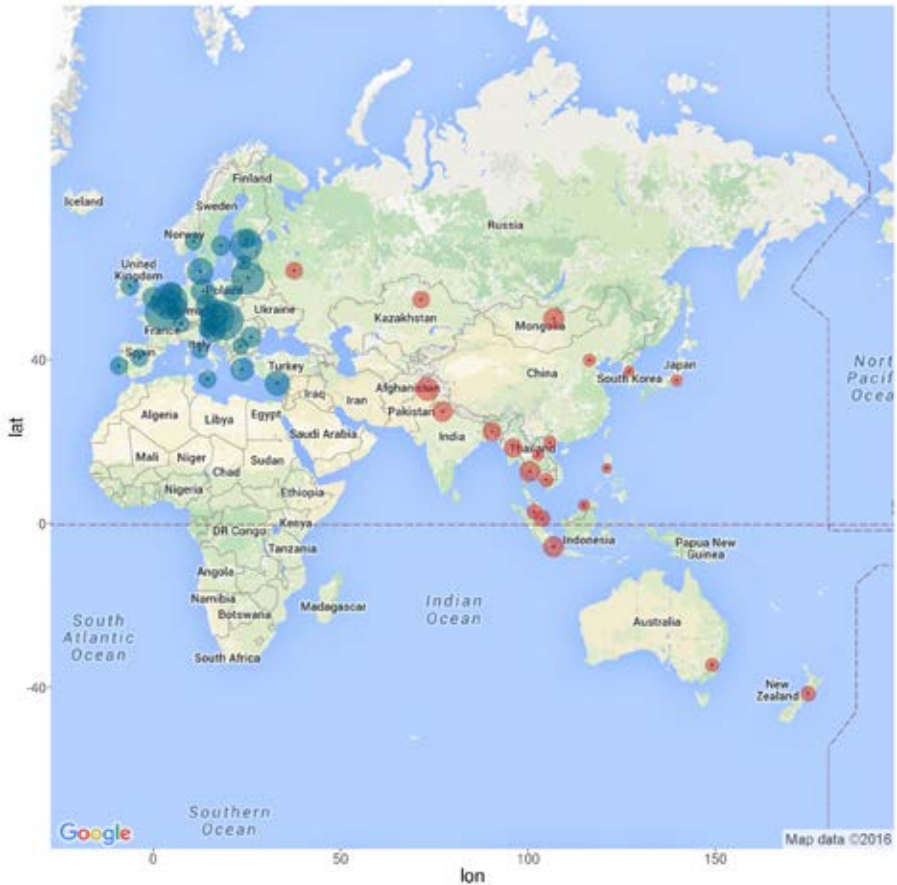 Finland
Iceland
Sweden
Russia
Norway
United
Kingdom
Poland
Ukraine
Kazakhstan
Mongolia
France
Italy
Spain
40
Turkey
China
Japan
South Korea
North
Pacif
Ocea
Afghanistan
Iraq
Iran
Pakistan
Algeria
Libya
Egypt
Saudi Arabia
India
Mali
Niger
Chad
Sudan
Thailand
lat
Nigeria
Ethiopia
0
DR Congo
Kenya
Indonesia
Tanzania
Papua New
Guinea
Angola
Namibia
Botswana
Madagascar
Indian
Ocean
Australia
South
Atlantic
Ocean
South Africa
-40
New
Zealand
Southern
Ocean
Google
Map data ©2016
0
50
100
150
lon